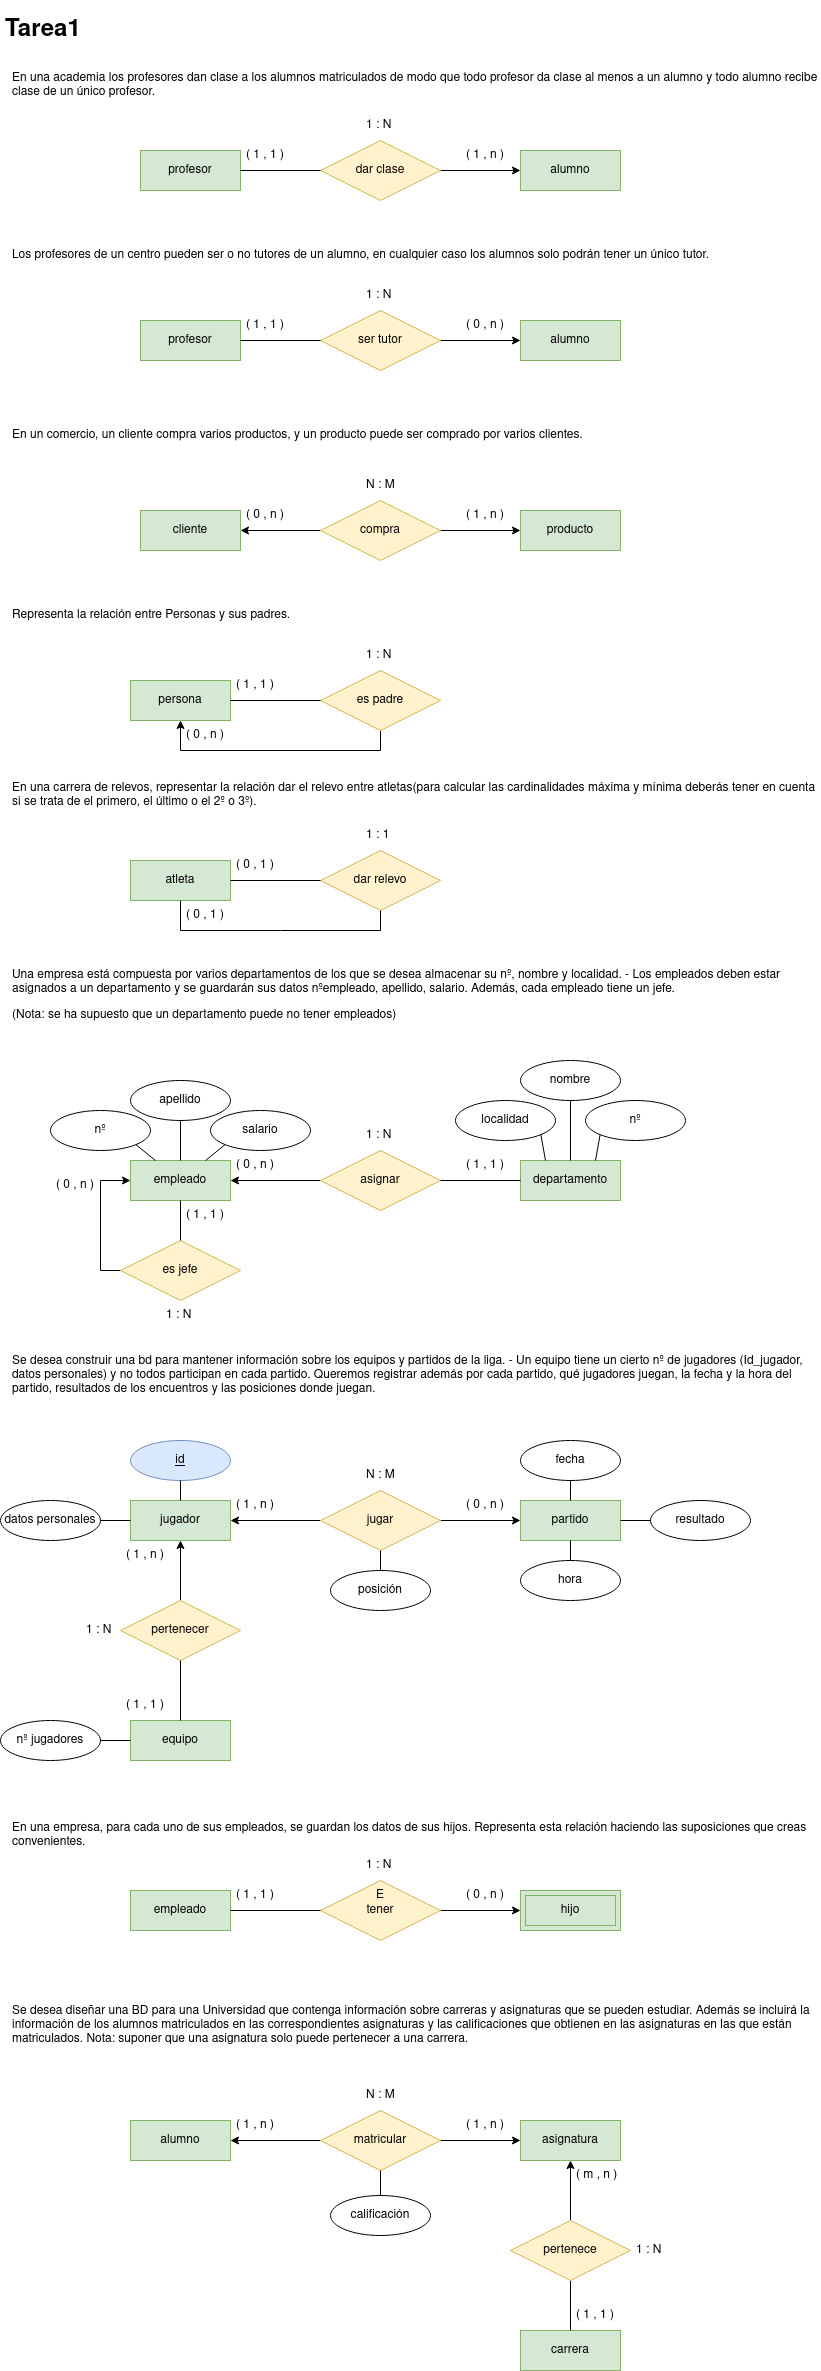 Tarea1
En una academia los profesores dan clase a los alumnos matriculados de modo que todo profesor da clase al menos a un alumno y todo alumno recibe
clase de un único profesor.
1 : N
profesor
( 1 , 1 )
dar clase
( 1 , n )
alumno
Los profesores de un centro pueden ser o no tutores de un alumno, en cualquier caso los alumnos solo podrán tener un único tutor.
1 : N
profesor
( 1 , 1 )
ser tutor
( 0 , n )
alumno
En un comercio, un cliente compra varios productos, y un producto puede ser comprado por varios clientes.
N : M
cliente
( 0 , n )
compra
( 1 , n )
producto
Representa la relación entre Personas y sus padres.
1 : N
persona
( 1 , 1 )
es padre
( 0 , n )
En una carrera de relevos, representar la relación dar el relevo entre atletas(para calcular las cardinalidades máxima y mínima deberás tener en cuenta
si se trata de el primero, el último o el 2º o 3º).
1 : 1
atleta
( 0 , 1 )
dar relevo
( 0 , 1 )
Una empresa está compuesta por varios departamentos de los que se desea almacenar su nº, nombre y localidad. - Los empleados deben estar
asignados a un departamento y se guardarán sus datos nºempleado, apellido, salario. Además, cada empleado tiene un jefe.
(Nota: se ha supuesto que un departamento puede no tener empleados)
nombre
apellido
localidad
nº
nº
salario
1 : N
( 0 , n )
empleado
( 0 , n )
asignar
( 1 , 1 )
departamento
( 1 , 1 )
es jefe
1 : N
Se desea construir una bd para mantener información sobre los equipos y partidos de la liga. - Un equipo tiene un cierto nº de jugadores (Id_jugador,
datos personales) y no todos participan en cada partido. Queremos registrar además por cada partido, qué jugadores juegan, la fecha y la hora del
partido, resultados de los encuentros y las posiciones donde juegan.
id
fecha
N : M
datos personales
jugador
( 1 , n )
jugar
( 0 , n )
partido
resultado
( 1 , n )
posición
hora
1 : N
pertenecer
( 1 , 1 )
nº jugadores
equipo
En una empresa, para cada uno de sus empleados, se guardan los datos de sus hijos. Representa esta relación haciendo las suposiciones que creas
convenientes.
1 : N
empleado
( 1 , 1 )
E
tener
( 0 , n )
hijo
Se desea diseñar una BD para una Universidad que contenga información sobre carreras y asignaturas que se pueden estudiar. Además se incluirá la
información de los alumnos matriculados en las correspondientes asignaturas y las calificaciones que obtienen en las asignaturas en las que están
matriculados. Nota: suponer que una asignatura solo puede pertenecer a una carrera.
N : M
alumno
( 1 , n )
matricular
( 1 , n )
asignatura
( m , n )
calificación
pertenece
1 : N
( 1 , 1 )
carrera